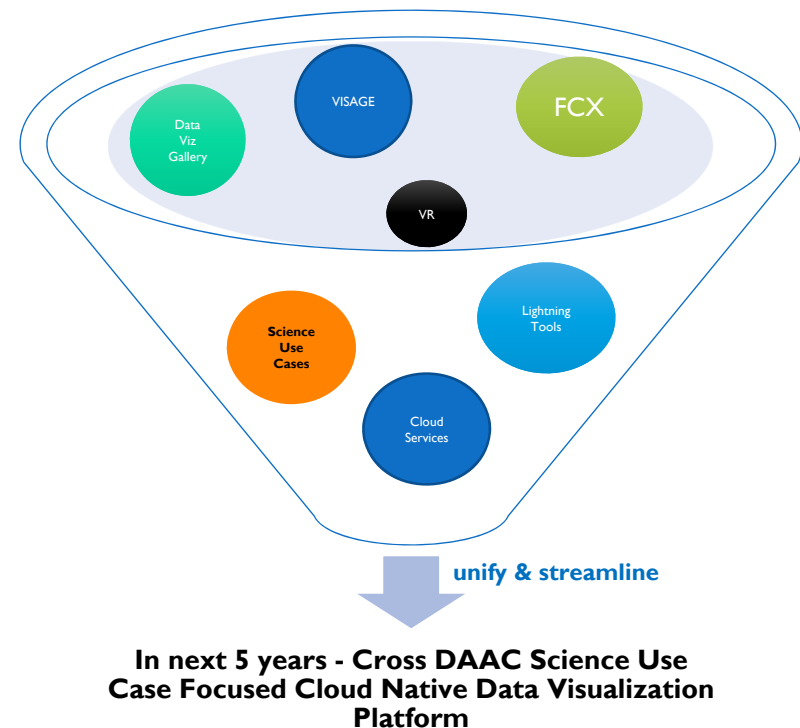 VISAGE
FCX
Data
Viz
Gallery
VR
Lightning
Tools
Science
Use
Cases
Cloud
Services
unify & streamline
In next 5 years - Cross DAAC Science Use
Case Focused Cloud Native Data Visualization
Platform